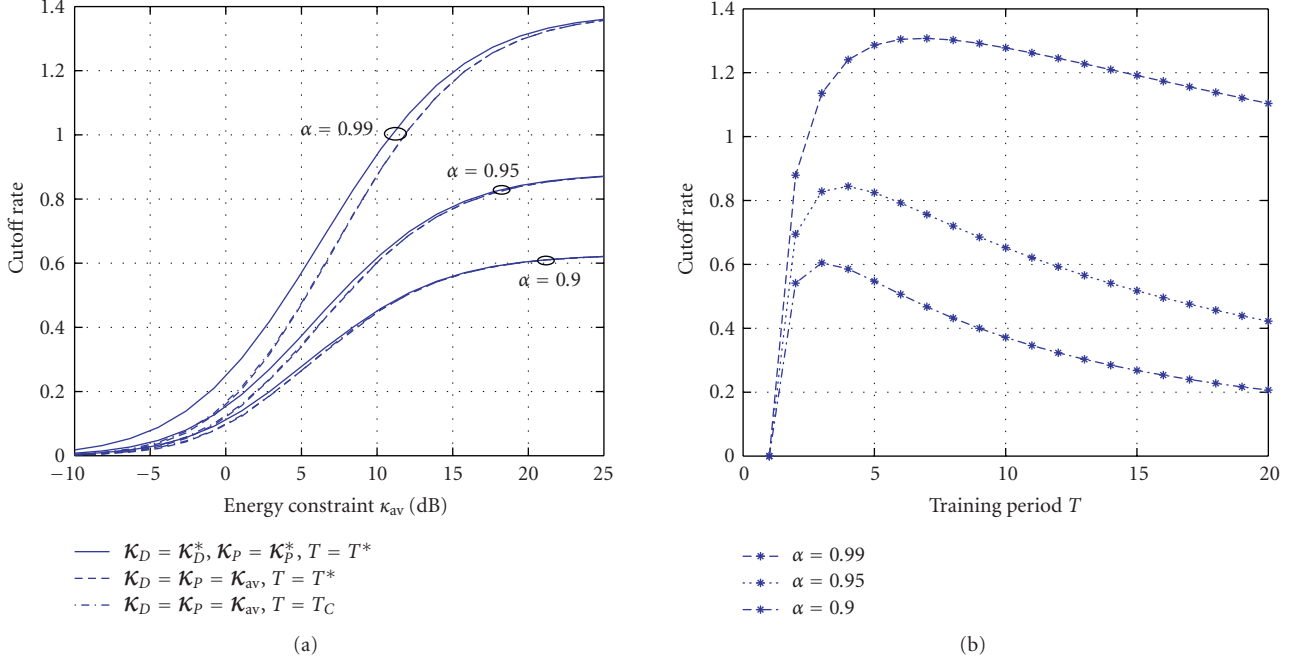 1.4
1.2
1
0.8
0.6
0.4
0.2
0
Cutoff rate
α = 0.99
α = 0.95
α = 0.9
−10
−5
0
5
10
15
20
25
Energy constraint κav (dB)
κD = κ*D, κP = κ*P, T = T*
κD = κP = κav, T = T*
κD = κP = κav, T = TC
(a)
1.4
1.2
1
0.8
0.6
0.4
0.2
0
Cutoff rate
0
5
10
15
20
Training period T
α = 0.99
α = 0.95
α = 0.9
(b)